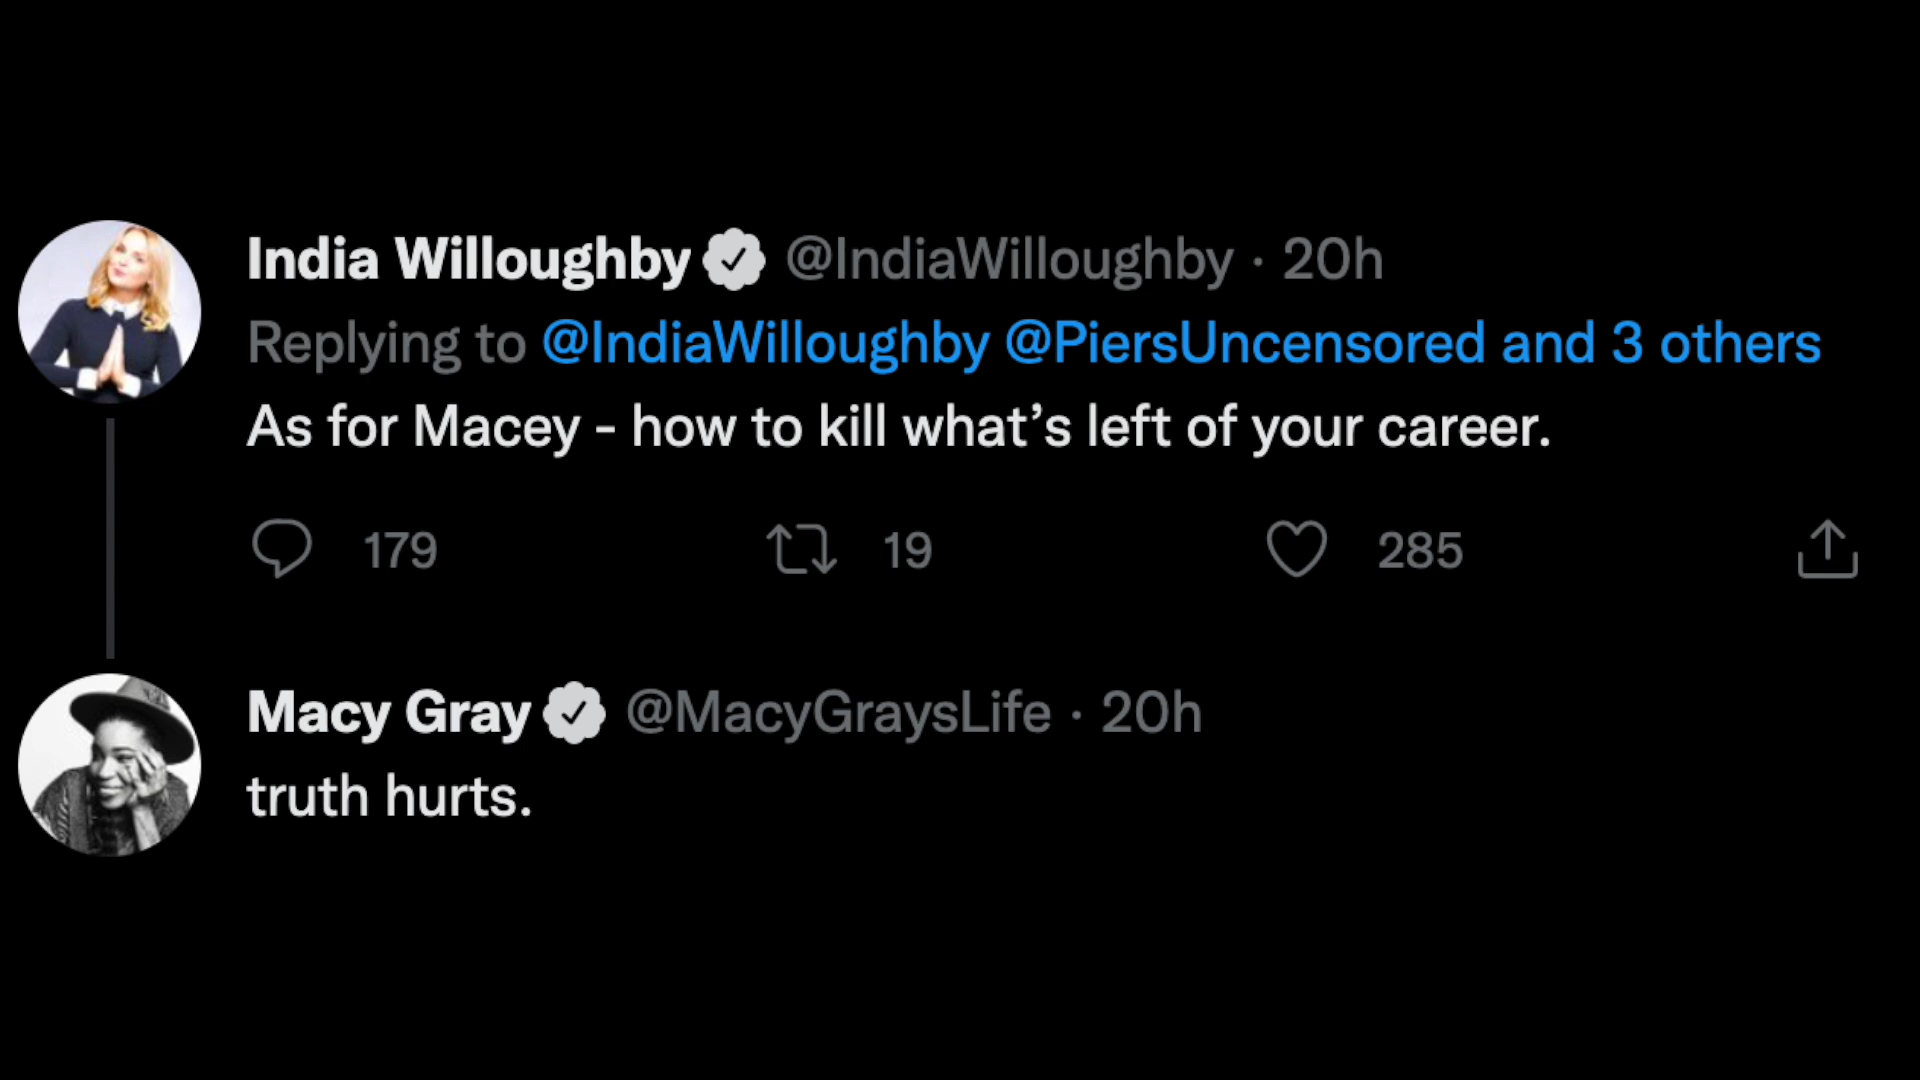 India Willoughby @IndiaWilloughby · 20h
Replying to @IndiaWilloughby @PiersUncensored and 3 others
As for Macey - how to kill what’s left of your career.
179 19 285
Macy Gray @MacyGraysLife · 20h
truth hurts.